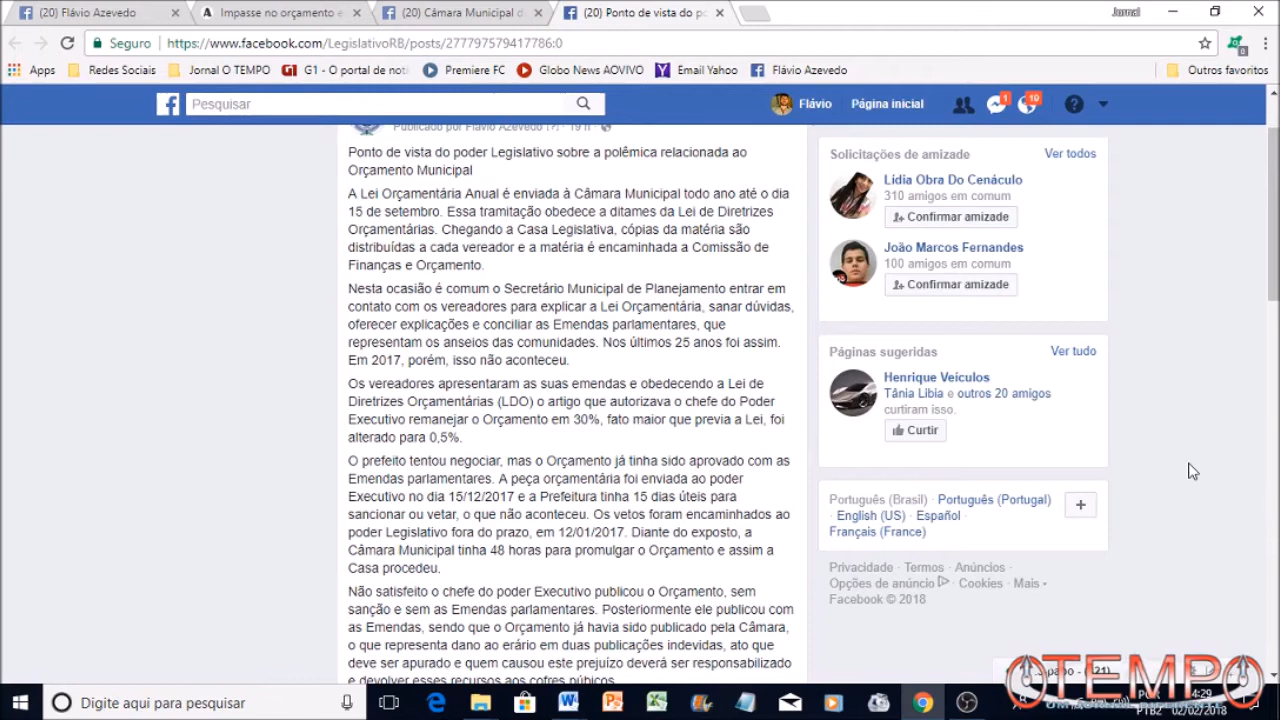 (20) Flávio Azevedo
Impasse no orçamento e
(20) Câmara Municipal d
(20) Ponto de vista do po
Jornal
Seguro https://www.facebook.com/LegislativoRB/posts/277797579417786:0
Apps Redes Sociais Jornal O TEMPO G1 - O portal de notí Premiere FC Globo News AOVIVO Email Yahoo Flávio Azevedo Outros favoritos
Pesquisar
Flávio Página inicial 1 19
Publicado por Flávio Azevedo [?] · 19 h ·
Ponto de vista do poder Legislativo sobre a polêmica relacionada ao
Orçamento Municipal
A Lei Orçamentária Anual é enviada à Câmara Municipal todo ano até o dia
15 de setembro. Essa tramitação obedece a ditames da Lei de Diretrizes
Orçamentárias. Chegando a Casa Legislativa, cópias da matéria são
distribuídas a cada vereador e a matéria é encaminhada a Comissão de
Finanças e Orçamento.
Nesta ocasião é comum o Secretário Municipal de Planejamento entrar em
contato com os vereadores para explicar a Lei Orçamentária, sanar dúvidas,
oferecer explicações e conciliar as Emendas parlamentares, que
representam os anseios das comunidades. Nos últimos 25 anos foi assim.
Em 2017, porém, isso não aconteceu.
Os vereadores apresentaram as suas emendas e obedecendo a Lei de
Diretrizes Orçamentárias (LDO) o artigo que autorizava o chefe do Poder
Executivo remanejar o Orçamento em 30%, fato maior que previa a Lei, foi
alterado para 0,5%.
O prefeito tentou negociar, mas o Orçamento já tinha sido aprovado com as
Emendas parlamentares. A peça orçamentária foi enviada ao poder
Executivo no dia 15/12/2017 e a Prefeitura tinha 15 dias úteis para
sancionar ou vetar, o que não aconteceu. Os vetos foram encaminhados ao
poder Legislativo fora do prazo, em 12/01/2017. Diante do exposto, a
Câmara Municipal tinha 48 horas para promulgar o Orçamento e assim a
Casa procedeu.
Não satisfeito o chefe do poder Executivo publicou o Orçamento, sem
sanção e sem as Emendas parlamentares. Posteriormente ele publicou com
as Emendas, sendo que o Orçamento já havia sido publicado pela Câmara,
o que representa dano ao erário em duas publicações indevidas, ato que
deve ser apurado e quem causou este prejuízo deverá ser responsabilizado
e devolver esses recursos aos cofres púbicos.
Solicitações de amizade Ver todos
Lidia Obra Do Cenáculo
310 amigos em comum
Confirmar amizade
João Marcos Fernandes
100 amigos em comum
Confirmar amizade
Páginas sugeridas Ver tudo
Henrique Veículos
Tânia Libia e outros 20 amigos
curtiram isso.
Curtir
Português (Brasil) · Português (Portugal)
· English (US) · Español ·
Français (France)
Privacidade · Termos · Anúncios ·
Opções de anúncio · Cookies · Mais
Facebook © 2018
OTEMPO
Digite aqui para pesquisar
14:29
PTB2 02/02/2018